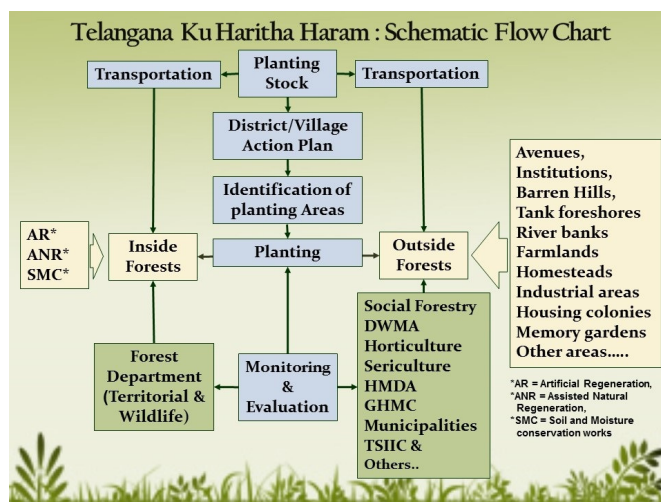 Telangana Ku Haritha Haram : Schematic Flow Chart
Transportation
Planting
Stock
Transportation
District/Village
Action Plan
Identification of
planting Areas
AR*
ANR*
SMC*
Inside
Forests
Planting
Outside
Forests
Avenues,
Institutions,
Barren Hills,
Tank foreshores
River banks
Farmlands
Homesteads
Industrial areas
Housing colonies
Memory gardens
Other areas.....
Forest
Department
(Territorial &
Wildlife)
Monitoring
&
Evaluation
Social Forestry
DWMA
Horticulture
Sericulture
HMDA
GHMC
Municipalities
TSIIC &
Others..
*AR = Artificial Regeneration,
*ANR = Assisted Natural
Regeneration,
*SMC = Soil and Moisture
conservation works